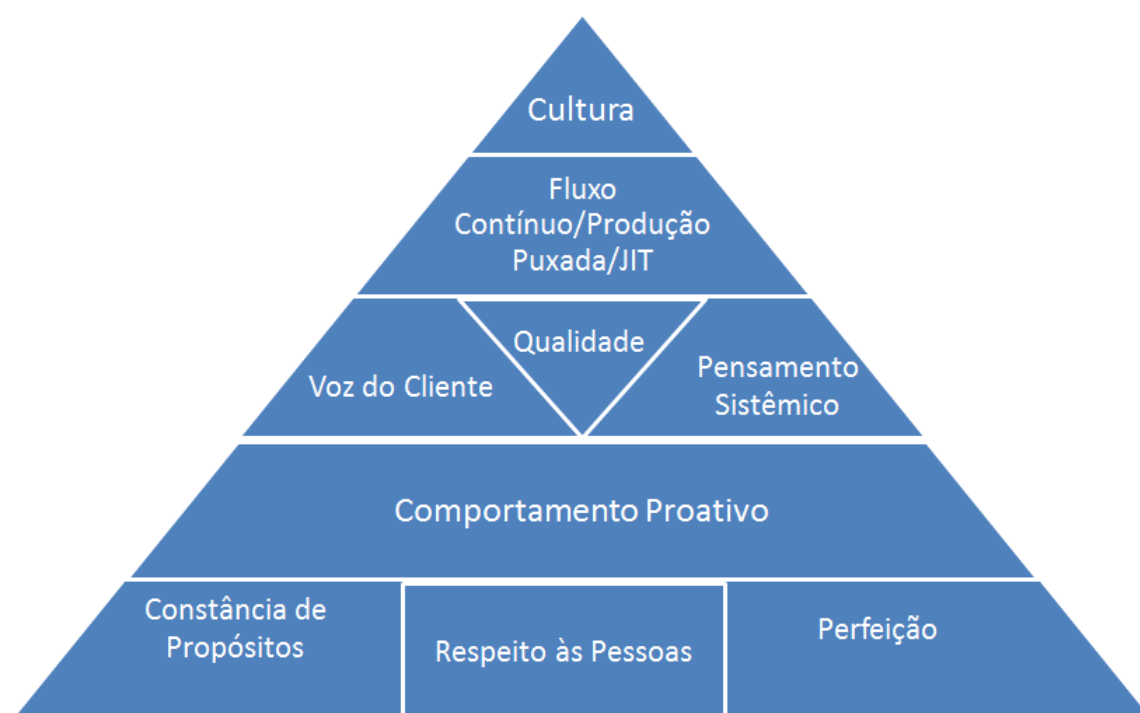 Cultura
Fluxo
Contínuo/Produção
Puxada/JIT
Voz do Cliente
Qualidade
Pensamento
Sistêmico
Comportamento Proativo
Constância de
Propósitos
Respeito às Pessoas
Perfeição